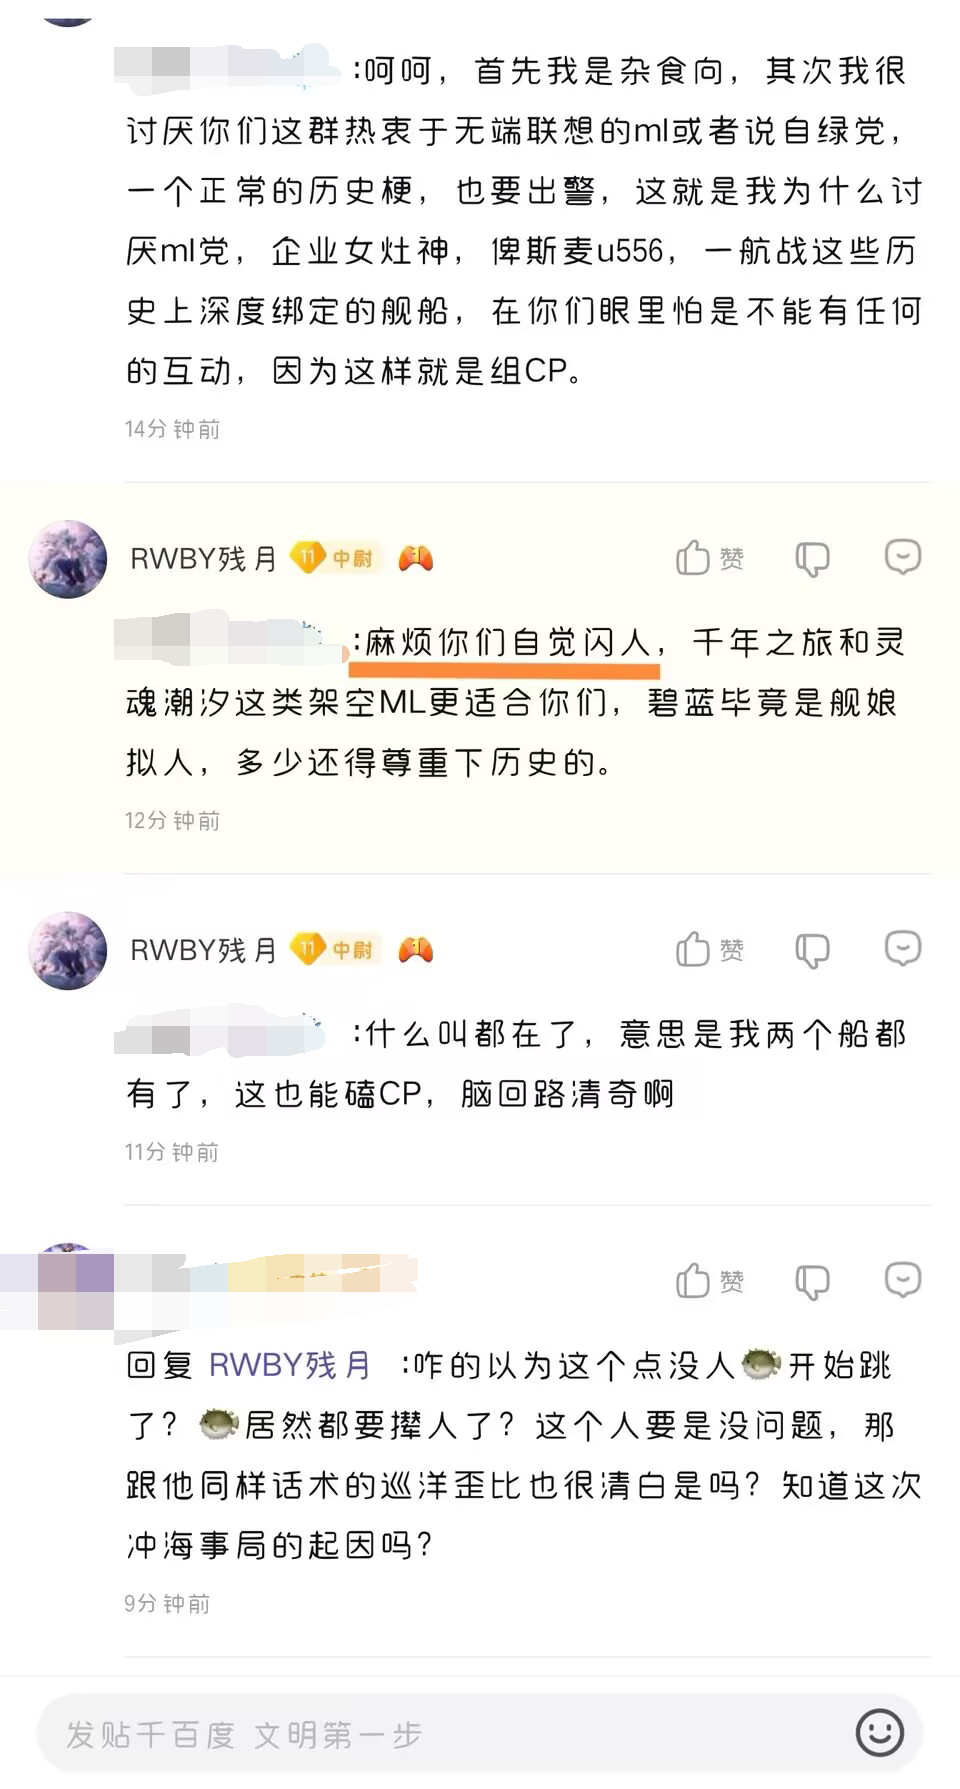 :呵呵，首先我是杂食向，其次我很
讨厌你们这群热衷于无端联想的ml或者说自绿党，
一个正常的历史梗，也要出警，这就是我为什么讨
厌ml党，企业女灶神，俾斯麦u556，一航战这些历
史上深度绑定的舰船，在你们眼里怕是不能有任何
的互动，因为这样就是组CP。
14分钟前
RWBY残月 11 中尉 赞
:麻烦你们自觉闪人，千年之旅和灵
魂潮汐这类架空ML更适合你们，碧蓝毕竟是舰娘
拟人，多少还得尊重下历史的。
12分钟前
RWBY残月 11 中尉 赞
:什么叫都在了，意思是我两个船都
有了，这也能磕CP，脑回路清奇啊
11分钟前
赞
回复 RWBY残月 :咋的以为这个点没人🐡开始跳
了？🐡居然都要撵人了？这个人要是没问题，那
跟他同样话术的巡洋歪比也很清白是吗？知道这次
冲海事局的起因吗？
9分钟前
发贴千百度 文明第一步